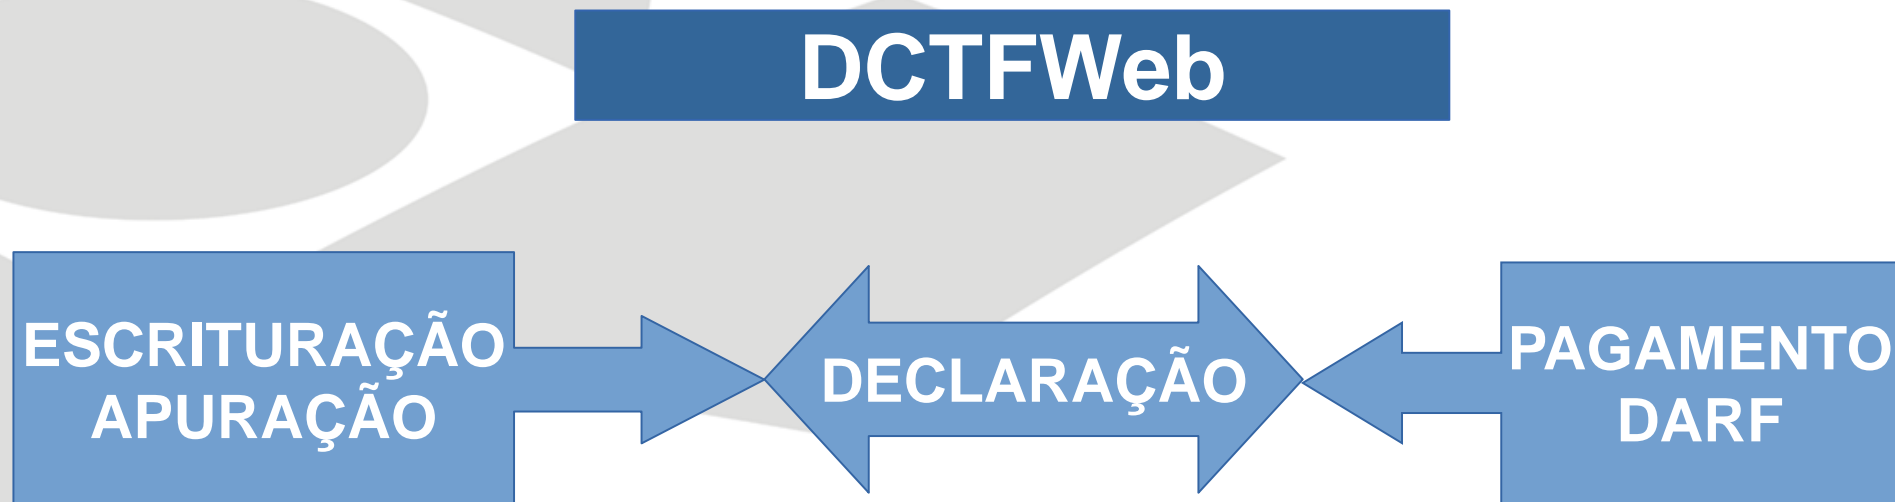 DCTFWeb
ESCRITURAÇÃO
APURAÇÃO
DECLARAÇÃO
PAGAMENTO
DARF